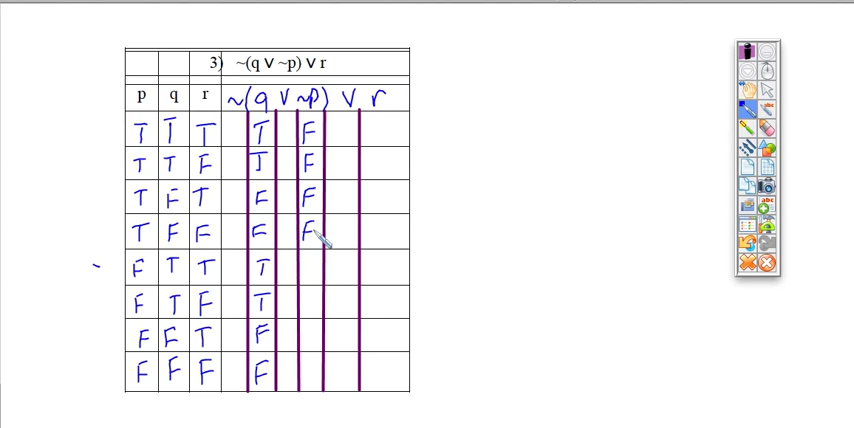 3) ~(q ∨ ~p) ∨ r
p q r ~(q ∨ ~p) ∨ r
T T T T F
T T F T F
T F T F F
T F F F F
F T T T
F T F T
F F T F
F F F F